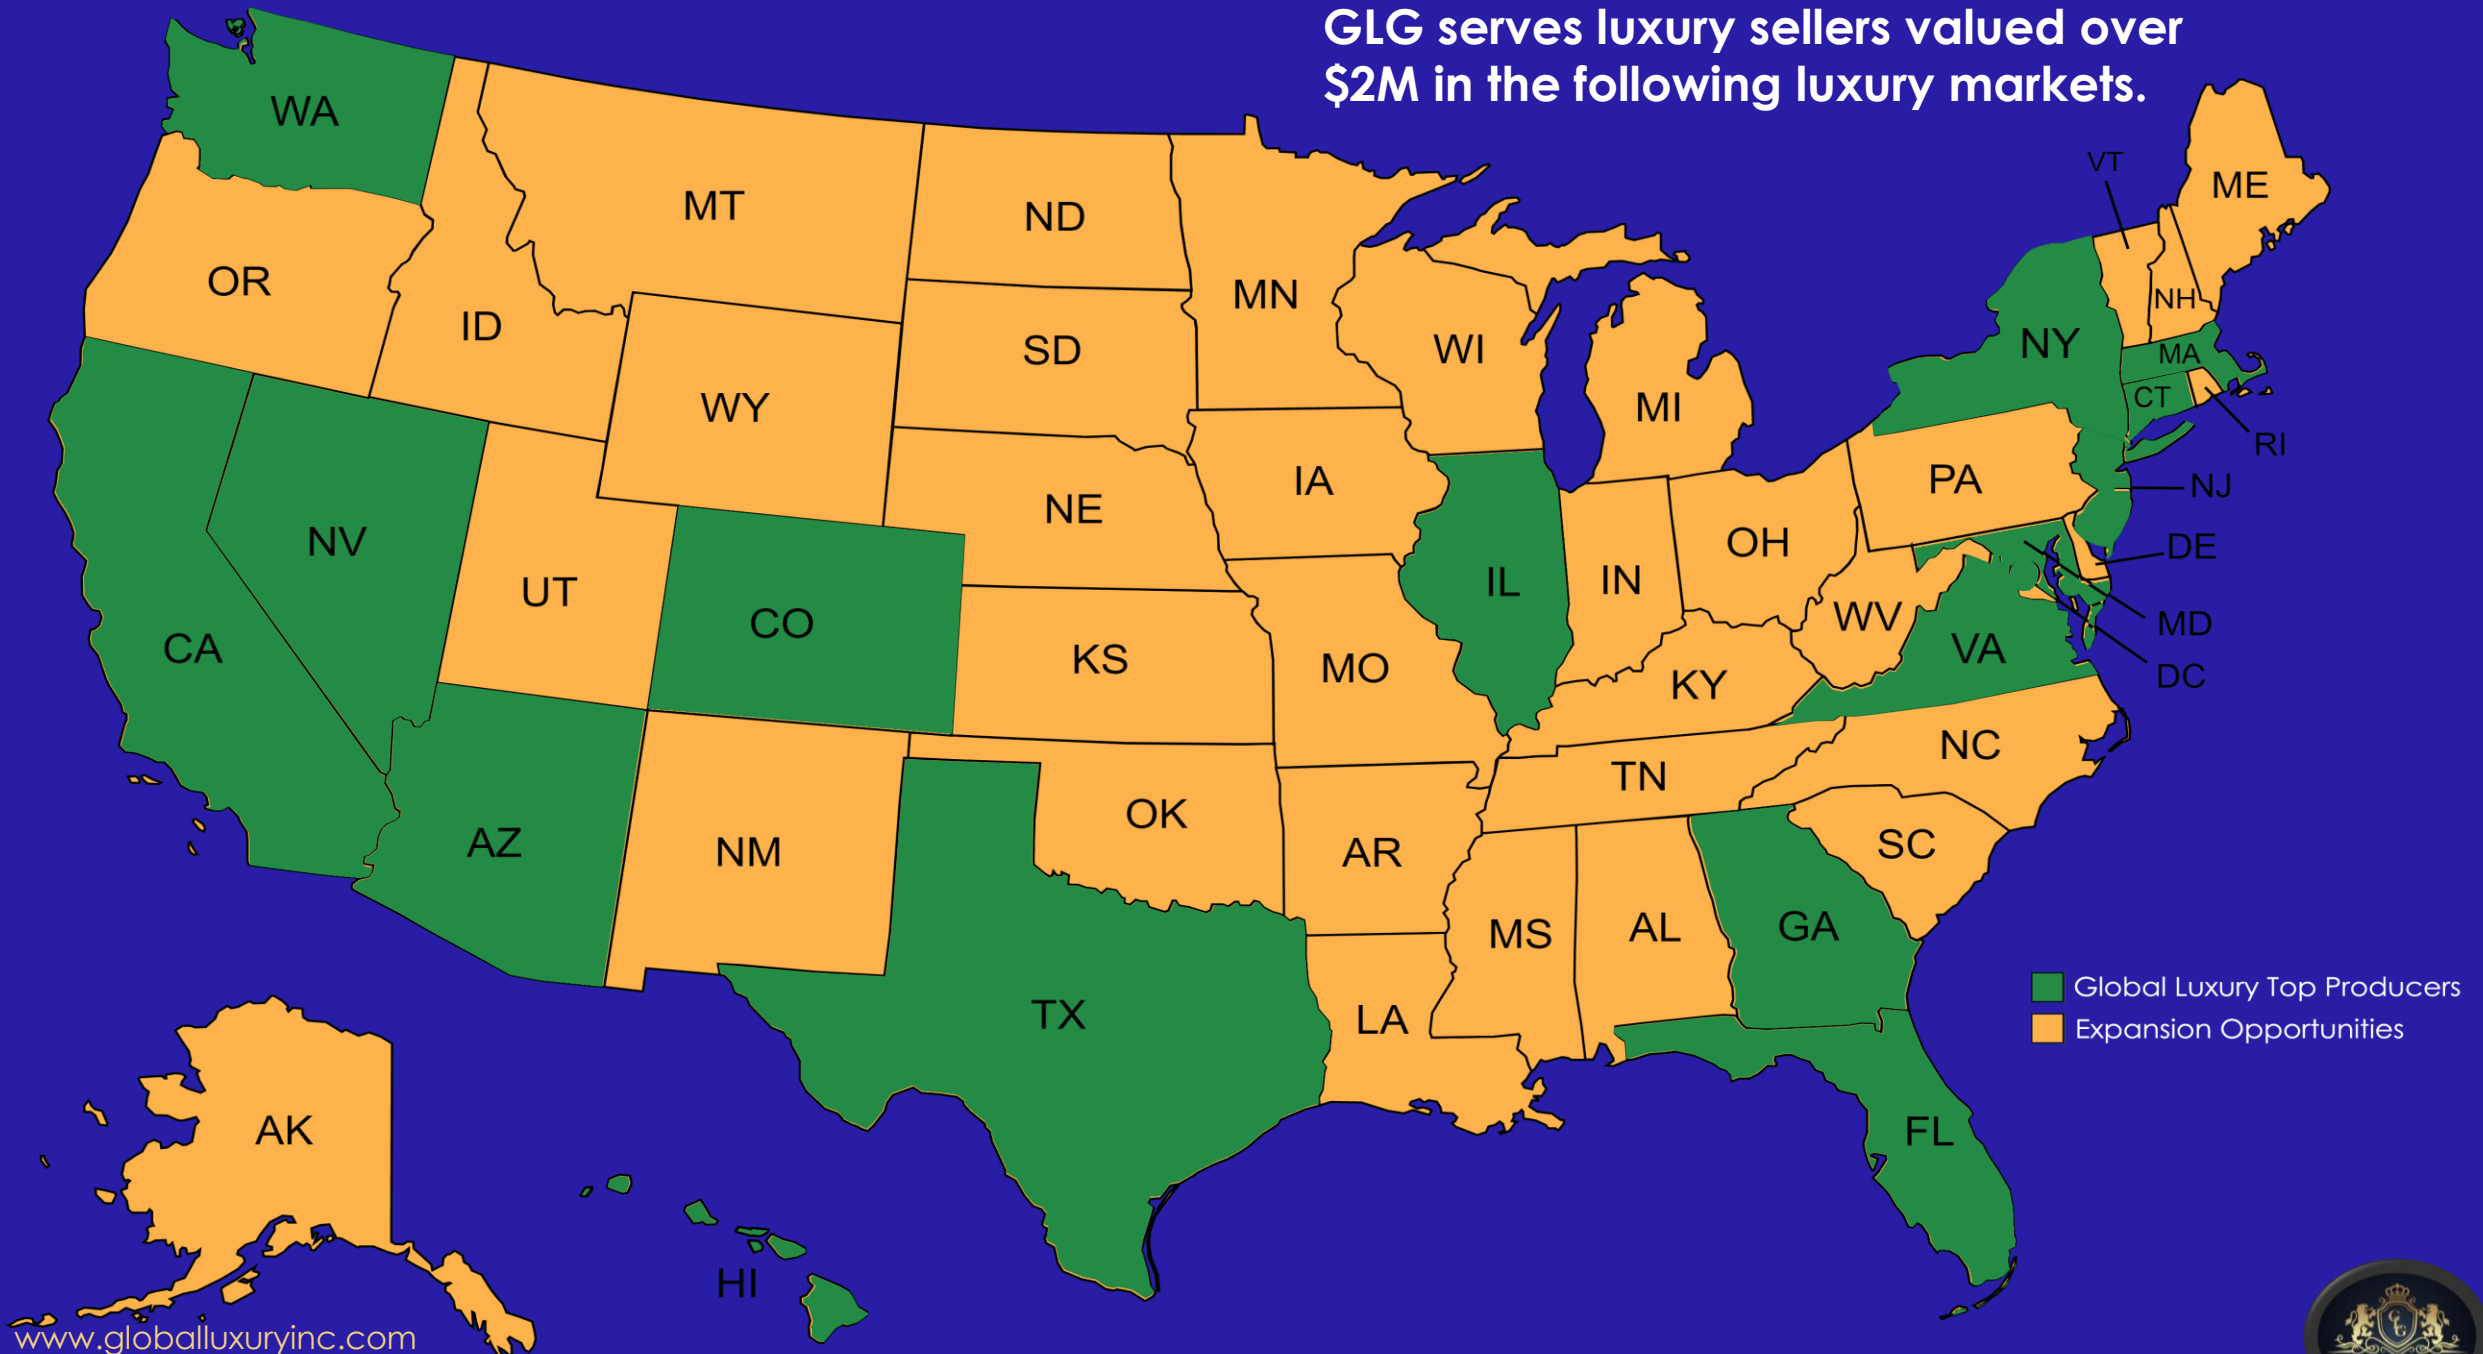 GLG serves luxury sellers valued over
$2M in the following luxury markets.
WA
MT
ND
VT
ME
OR
MN
ID
NH
SD
WI
NY
MA
WY
MI
CT
RI
IA
PA
NE
NJ
NV
OH
DE
UT
IN
IL
CO
WV
MD
CA
VA
KS
MO
DC
KY
NC
TN
OK
AZ
NM
AR
SC
MS
AL
GA
TX
LA
Global Luxury Top Producers
Expansion Opportunities
AK
FL
HI
www.globalluxuryinc.com